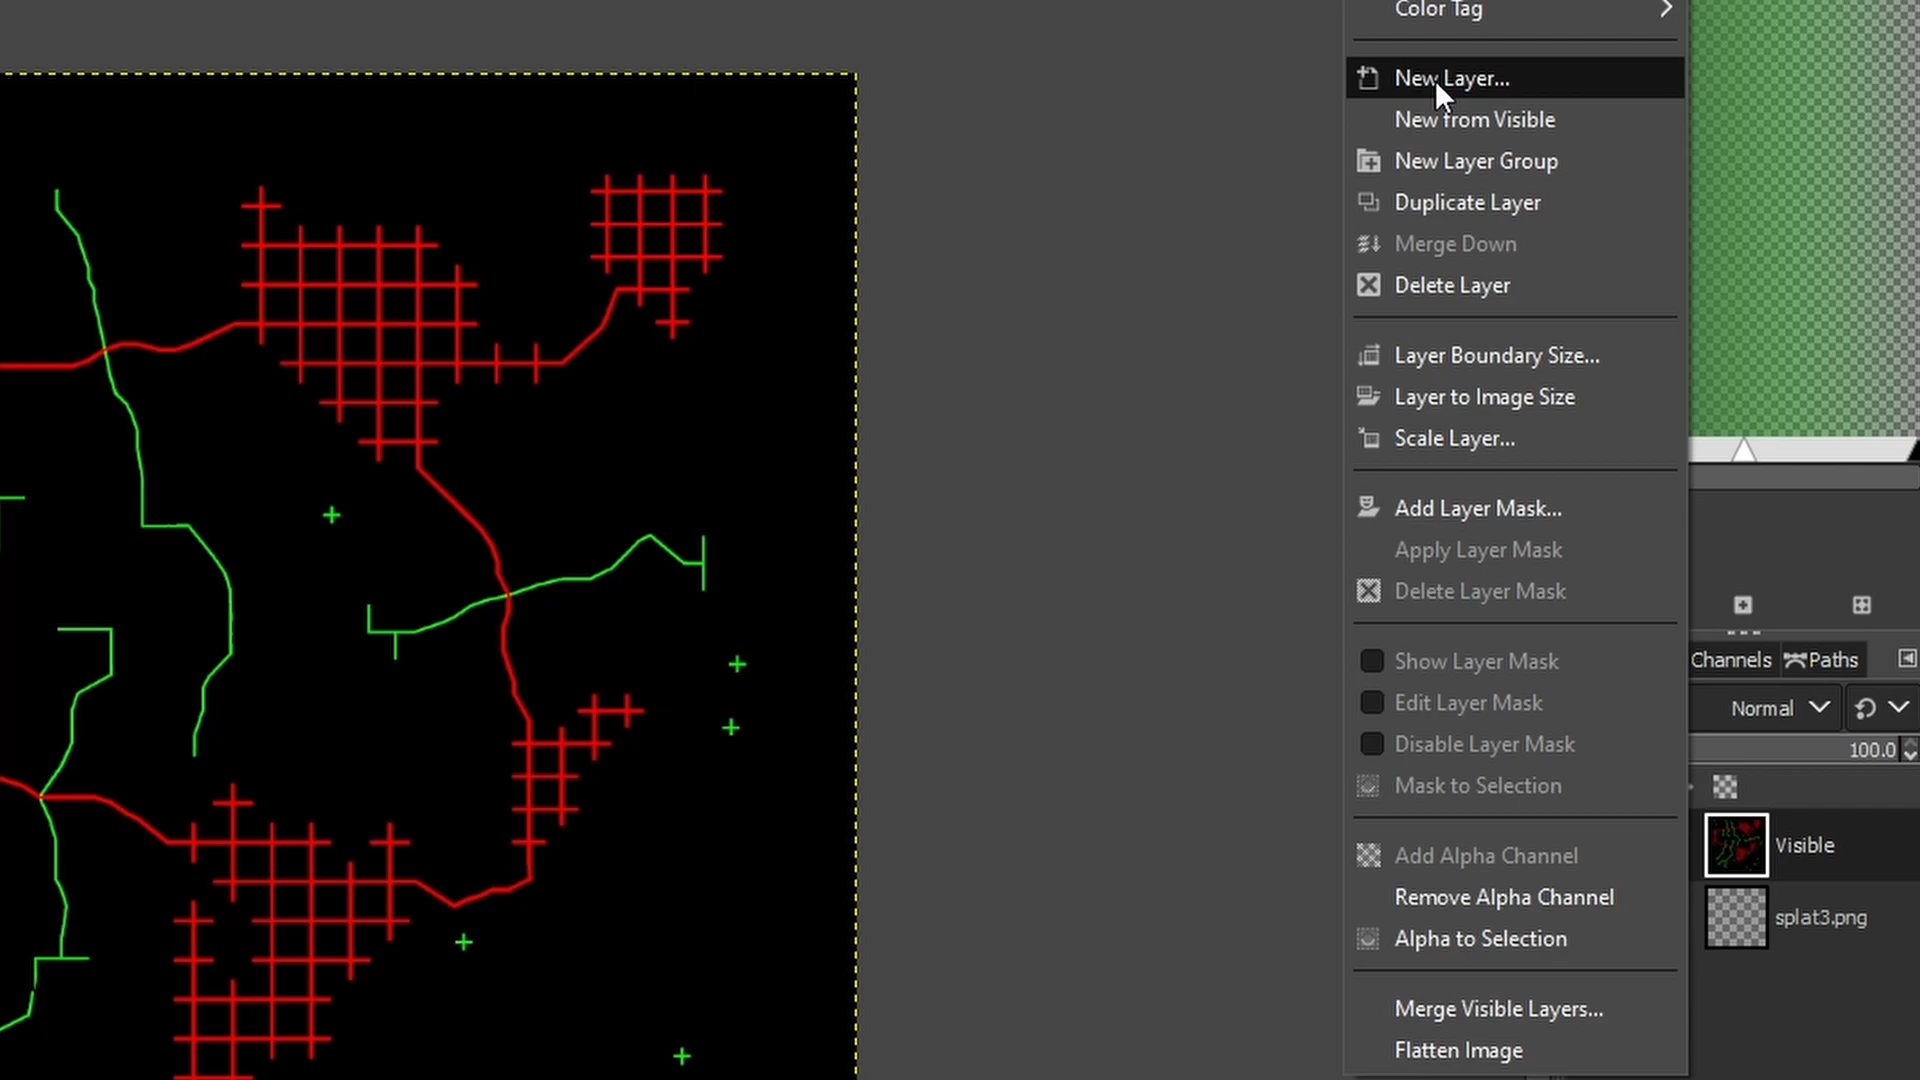 Color Tag
New Layer...
New from Visible
New Layer Group
Duplicate Layer
Merge Down
Delete Layer
Layer Boundary Size...
Layer to Image Size
Scale Layer...
Add Layer Mask...
Apply Layer Mask
Delete Layer Mask
Show Layer Mask
Edit Layer Mask
Disable Layer Mask
Mask to Selection
Add Alpha Channel
Remove Alpha Channel
Alpha to Selection
Merge Visible Layers...
Flatten Image
Channels Paths
Normal
100.0
Visible
splat3.png